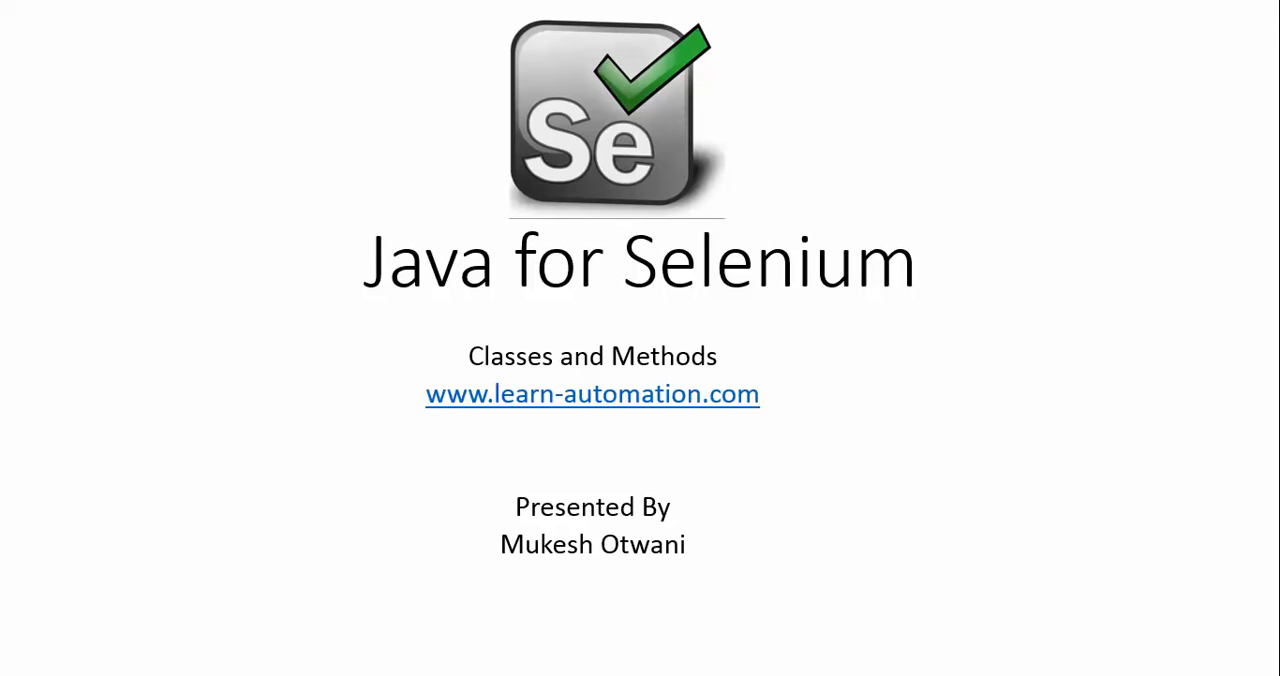 Se
Java for Selenium
Classes and Methods
www.learn-automation.com
Presented By
Mukesh Otwani